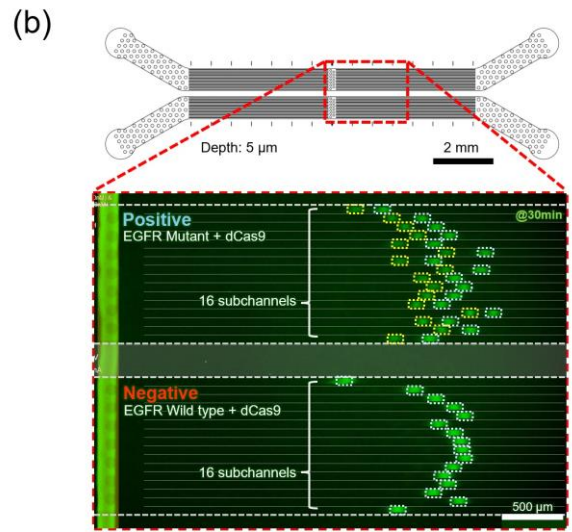 (b)
Depth: 5 µm
2 mm
Positive
@30min
EGFR Mutant + dCas9
16 subchannels
Negative
EGFR Wild type + dCas9
16 subchannels
500 µm